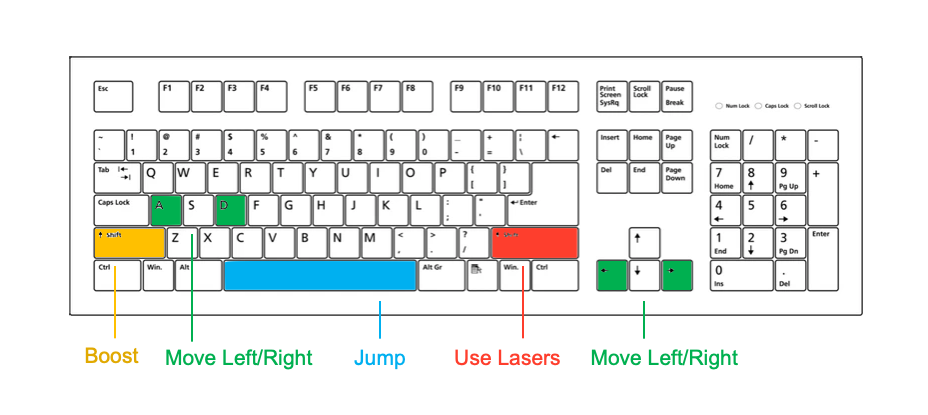 Esc F1 F2 F3 F4 F5 F6 F7 F8 F9 F10 F11 F12 Print Screen SysRq Scroll Lock Pause Break
Num Lock Caps Lock Scroll Lock
~ ` ! 1 @ 2 # 3 $ 4 % 5 ^ 6 & 7 * 8 ( 9 ) 0 _ - + = ¦ \ ← Insert Home Page Up Num Lock / * -
Tab Q W E R T Y U I O P { [ } ] Del End Page Down 7 Home 8 ↑ 9 Pg Up +
Caps Lock A S D F G H J K L : ; " ' ↵ Enter 4 ← 5 6 →
↑ Shift Z X C V B N M < , > . ? / ↑ Shift ↑ 1 End 2 ↓ 3 Pg Dn Enter
Ctrl Win. Alt Alt Gr Win. Ctrl ← ↓ → 0 Ins . Del
Boost Move Left/Right Jump Use Lasers Move Left/Right